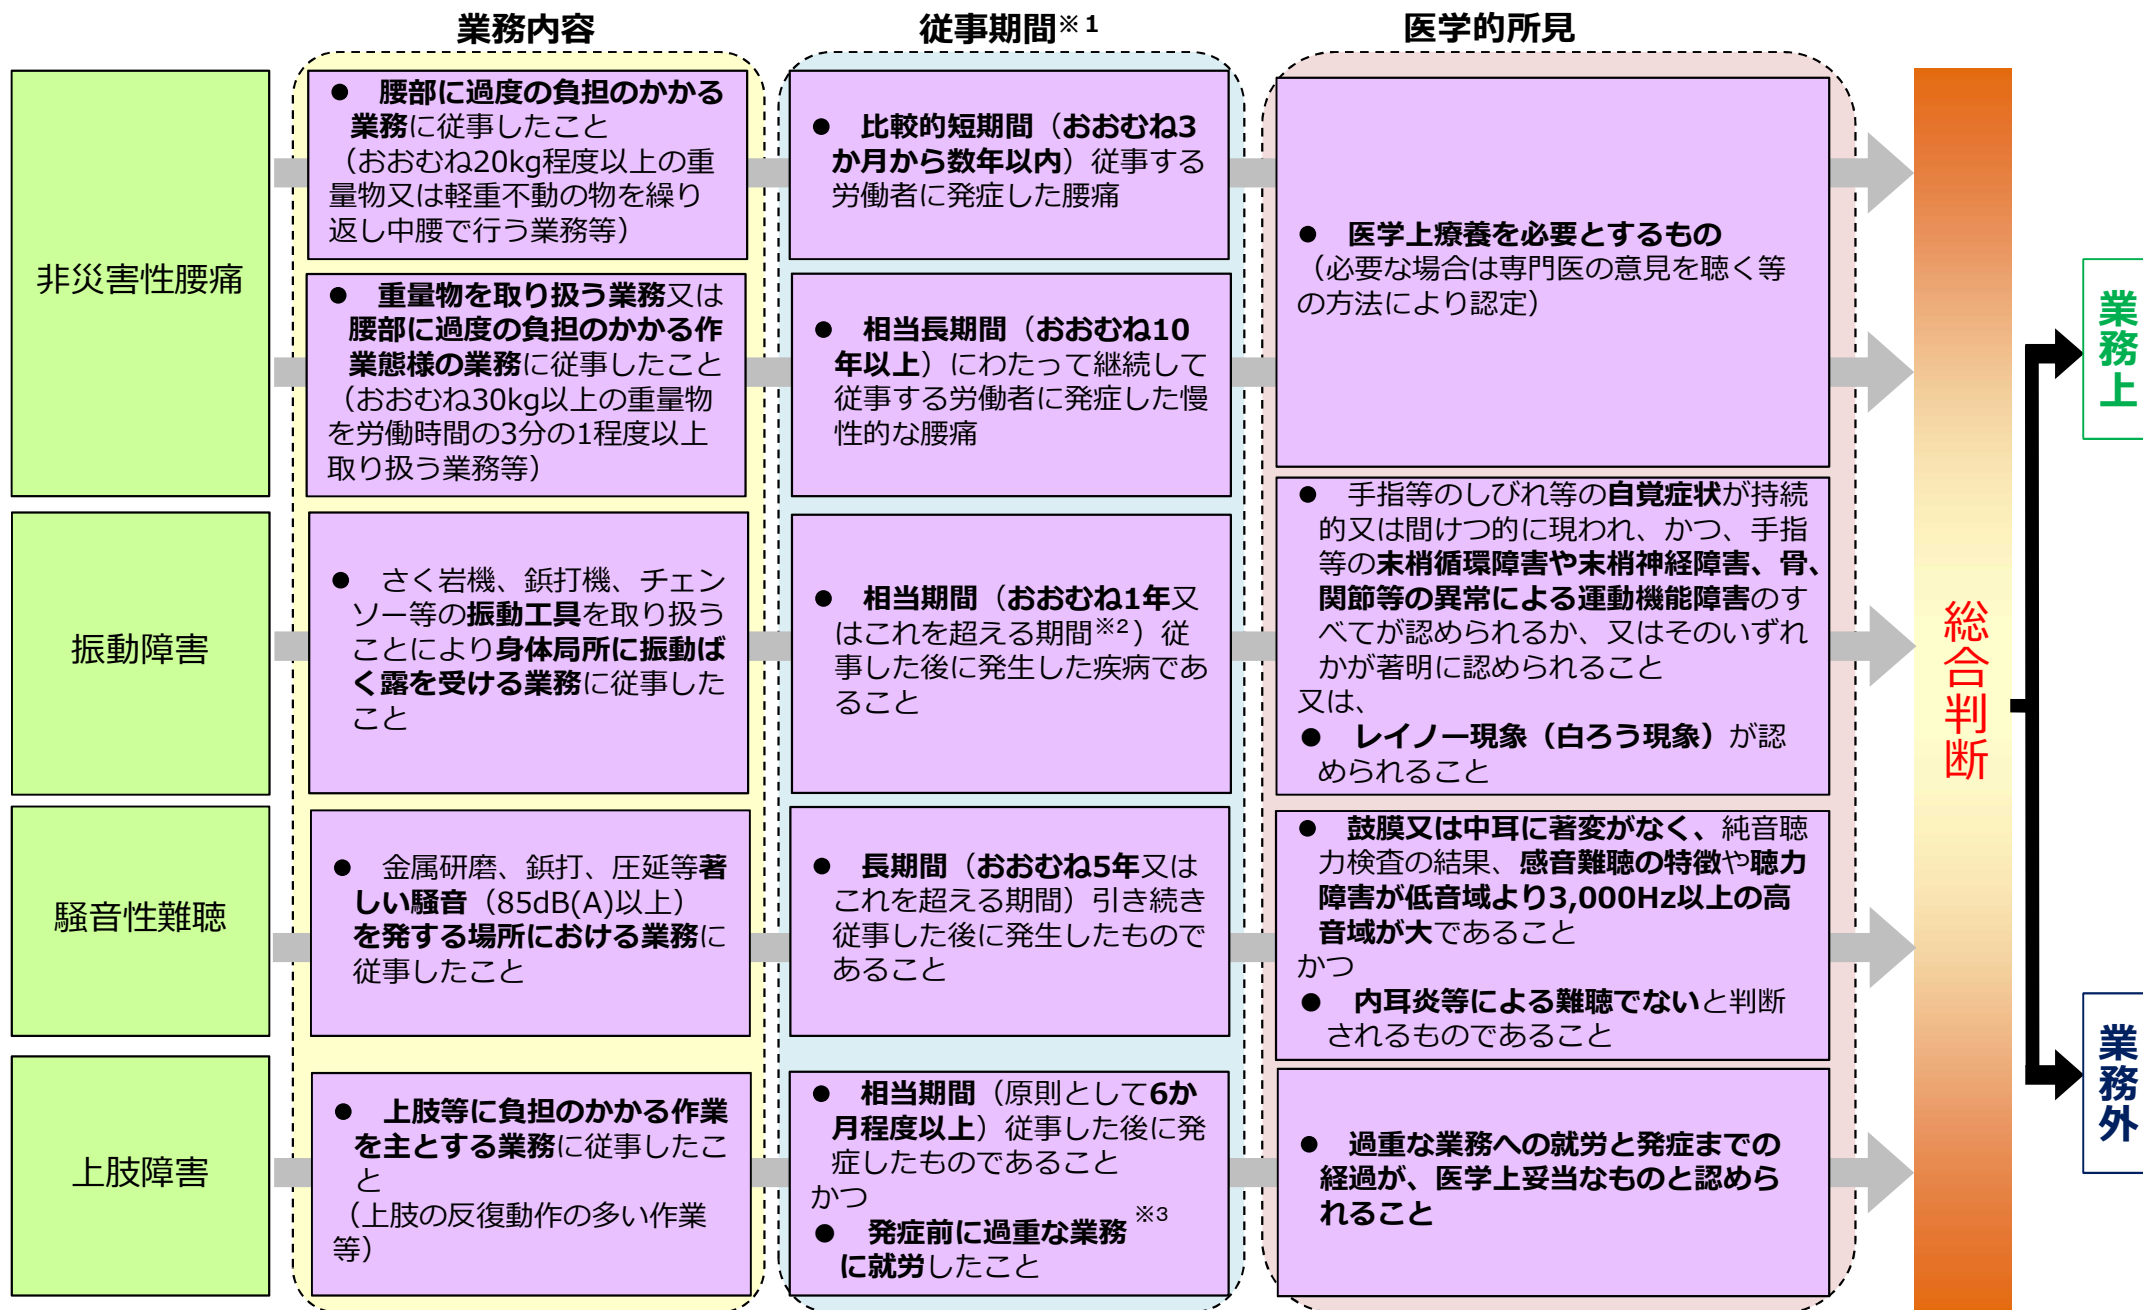 業務内容
従事期間※1
医学的所見
非災害性腰痛
● 腰部に過度の負担のかかる
業務に従事したこと
（おおむね20kg程度以上の重
量物又は軽重不動の物を繰り
返し中腰で行う業務等）
● 比較的短期間（おおむね3
か月から数年以内）従事する
労働者に発症した腰痛
● 重量物を取り扱う業務又は
腰部に過度の負担のかかる作
業態様の業務に従事したこと
（おおむね30kg以上の重量物
を労働時間の3分の1程度以上
取り扱う業務等）
● 相当長期間（おおむね10
年以上）にわたって継続して
従事する労働者に発症した慢
性的な腰痛
● 医学上療養を必要とするもの
（必要な場合は専門医の意見を聴く等
の方法により認定）
振動障害
● さく岩機、鋲打機、チェン
ソー等の振動工具を取り扱う
ことにより身体局所に振動ば
く露を受ける業務に従事した
こと
● 相当期間（おおむね1年又
はこれを超える期間※2）従
事した後に発生した疾病であ
ること
● 手指等のしびれ等の自覚症状が持続
的又は間けつ的に現われ、かつ、手指
等の末梢循環障害や末梢神経障害、骨、
関節等の異常による運動機能障害のす
べてが認められるか、又はそのいずれ
かが著明に認められること
又は、
● レイノー現象（白ろう現象）が認
められること
騒音性難聴
● 金属研磨、鋲打、圧延等著
しい騒音（85dB(A)以上）
を発する場所における業務に
従事したこと
● 長期間（おおむね5年又は
これを超える期間）引き続き
従事した後に発生したもので
あること
● 鼓膜又は中耳に著変がなく、純音聴
力検査の結果、感音難聴の特徴や聴力
障害が低音域より3,000Hz以上の高
音域が大であること
かつ
● 内耳炎等による難聴でないと判断
されるものであること
上肢障害
● 上肢等に負担のかかる作業
を主とする業務に従事したこ
と
（上肢の反復動作の多い作業
等）
● 相当期間（原則として6か
月程度以上）従事した後に発
症したものであること
かつ
● 発症前に過重な業務※3
に就労したこと
● 過重な業務への就労と発症までの
経過が、医学上妥当なものと認めら
れること
総合判断
業務上
業務外